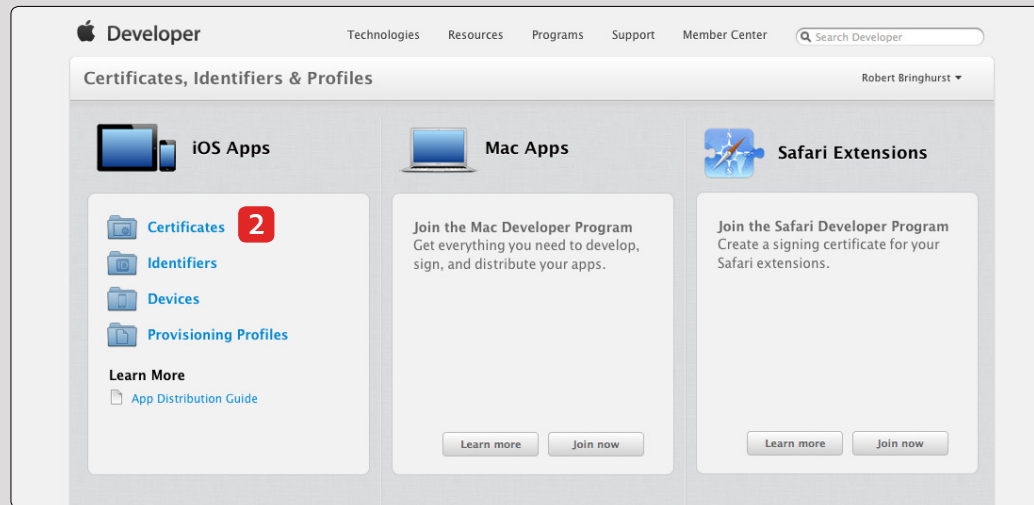 Developer
Technologies Resources Programs Support Member Center Search Developer
Certificates, Identifiers & Profiles
Robert Bringhurst
iOS Apps
Certificates 2
Identifiers
Devices
Provisioning Profiles
Learn More
App Distribution Guide
Mac Apps
Join the Mac Developer Program
Get everything you need to develop,
sign, and distribute your apps.
Learn more Join now
Safari Extensions
Join the Safari Developer Program
Create a signing certificate for your
Safari extensions.
Learn more Join now